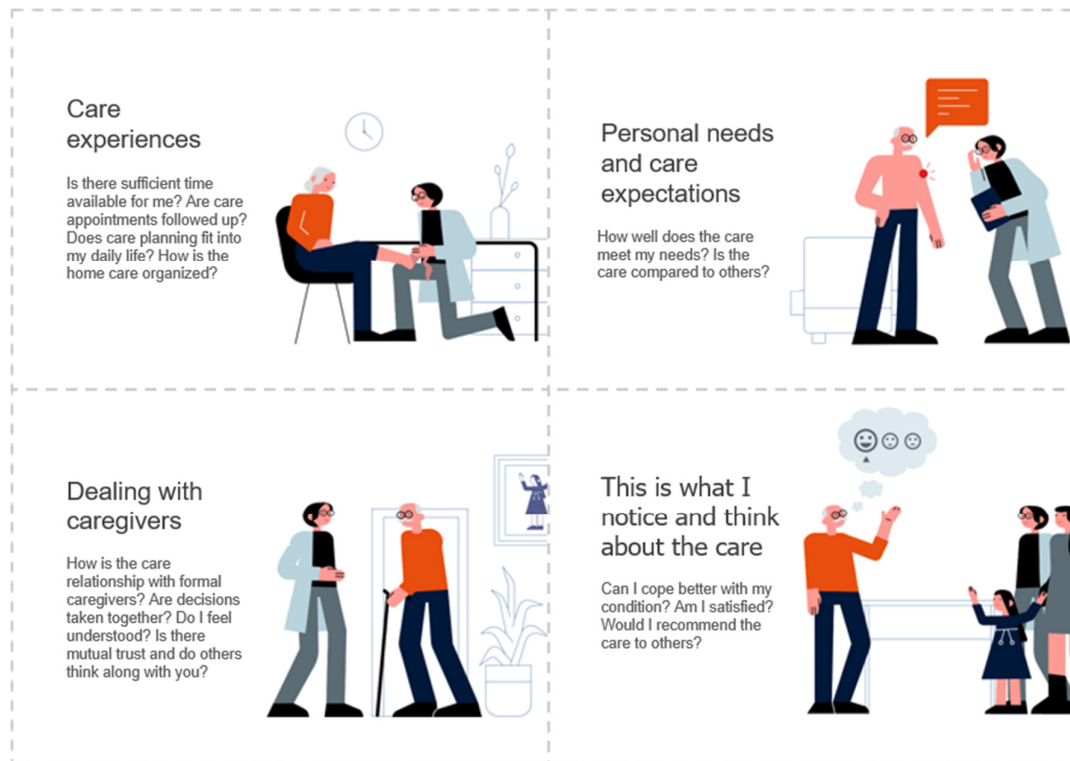 Care
experiences
Is there sufficient time
available for me? Are care
appointments followed up?
Does care planning fit into
my daily life? How is the
home care organized?
Personal needs
and care
expectations
How well does the care
meet my needs? Is the
care compared to others?
Dealing with
caregivers
How is the care
relationship with formal
caregivers? Are decisions
taken together? Do I feel
understood? Is there
mutual trust and do others
think along with you?
This is what I
notice and think
about the care
Can I cope better with my
condition? Am I satisfied?
Would I recommend the
care to others?